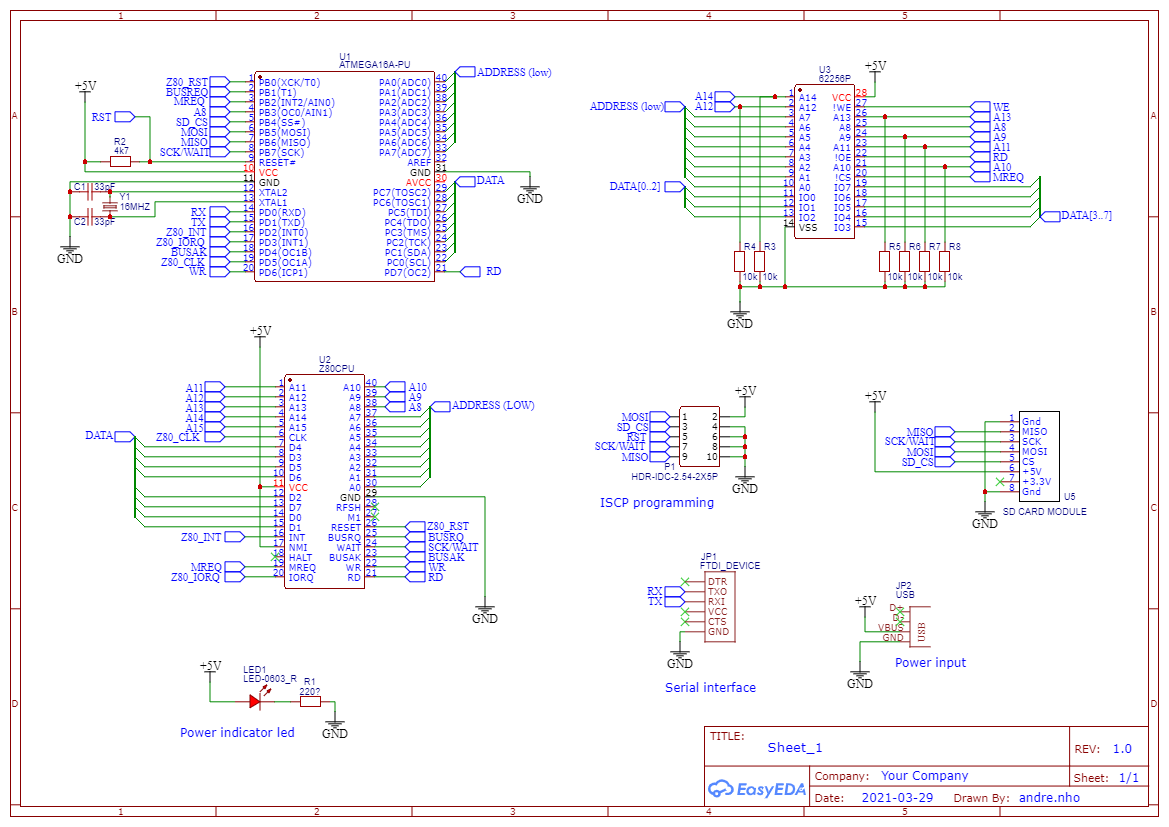 1 2 3 4 5
A
B
C
D
A
B
C
D
1 2 3 4 5
U1
ATMEGA16A-PU
+5V
RST
R2
4k7
Z80_RST
BUSREQ
MREQ
A8
SD_CS
MOSI
MISO
SCK/WAIT
C1 33pF
Y1
16MHZ
C2 33pF
GND
RX
TX
Z80_INT
Z80_IORQ
BUSAK
Z80_CLK
WR
1 PB0(XCK/T0) PA0(ADC0) 40
2 PB1(T1) PA1(ADC1) 39
3 PB2(INT2/AIN0) PA2(ADC2) 38
4 PB3(OC0/AIN1) PA3(ADC3) 37
5 PB4(SS#) PA4(ADC4) 36
6 PB5(MOSI) PA5(ADC5) 35
7 PB6(MISO) PA6(ADC6) 34
8 PB7(SCK) PA7(ADC7) 33
9 RESET# AREF 32
10 VCC GND 31
11 GND AVCC 30
12 XTAL2 PC7(TOSC2) 29
13 XTAL1 PC6(TOSC1) 28
14 PD0(RXD) PC5(TDI) 27
15 PD1(TXD) PC4(TDO) 26
16 PD2(INT0) PC3(TMS) 25
17 PD3(INT1) PC2(TCK) 24
18 PD4(OC1B) PC1(SDA) 23
19 PD5(OC1A) PC0(SCL) 22
20 PD6(ICP1) PD7(OC2) 21
ADDRESS (low)
GND
DATA
RD
U3
62256P
+5V
A14
A12
ADDRESS (low)
DATA[0..2]
1 A14 VCC 28
2 A12 !WE 27
3 A7 A13 26
4 A6 A8 25
5 A5 A9 24
6 A4 A11 23
7 A3 !OE 22
8 A2 A10 21
9 A1 !CS 20
10 A0 IO7 19
11 IO0 IO6 18
12 IO1 IO5 17
13 IO2 IO4 16
14 VSS IO3 15
WE
A13
A8
A9
A11
RD
A10
MREQ
DATA[3..7]
R4 R3
10k 10k
R5 R6 R7 R8
10k 10k 10k 10k
GND
+5V
U2
Z80CPU
A11
A12
A13
A14
A15
Z80_CLK
DATA
Z80_INT
MREQ
Z80_IORQ
1 A11 A10 40
2 A12 A9 39
3 A13 A8 38
4 A14 A7 37
5 A15 A6 36
6 CLK A5 35
7 D4 A4 34
8 D3 A3 33
9 D5 A2 32
10 D6 A1 31
11 VCC A0 30
12 D2 GND 29
13 D7 RFSH 28
14 D0 M1 27
15 D1 RESET 26
16 INT BUSRQ 25
17 NMI WAIT 24
18 HALT BUSAK 23
19 MREQ WR 22
20 IORQ RD 21
A10
A9
A8
ADDRESS (LOW)
Z80_RST
BUSRQ
SCK/WAIT
BUSAK
WR
RD
GND
+5V
MOSI
SD_CS
RST
SCK/WAIT
MISO
1 2
3 4
5 6
7 8
9 10
P1
HDR-IDC-2.54-2X5P
GND
ISCP programming
+5V
MISO
SCK/WAIT
MOSI
SD_CS
1 Gnd
2 MISO
3 SCK
4 MOSI
5 CS
6 +5V
7 +3.3V
8 Gnd
U5
SD CARD MODULE
GND
JP1
FTDI_DEVICE
RX
TX
DTR
TXO
RXI
VCC
CTS
GND
GND
Serial interface
JP2
USB
+5V
D+
D-
VBUS
GND
USB
GND
Power input
+5V
LED1
LED-0603_R
R1
220?
GND
Power indicator led
TITLE:
Sheet_1
REV: 1.0
EasyEDA
Company: Your Company
Sheet: 1/1
Date: 2021-03-29 Drawn By: andre.nho